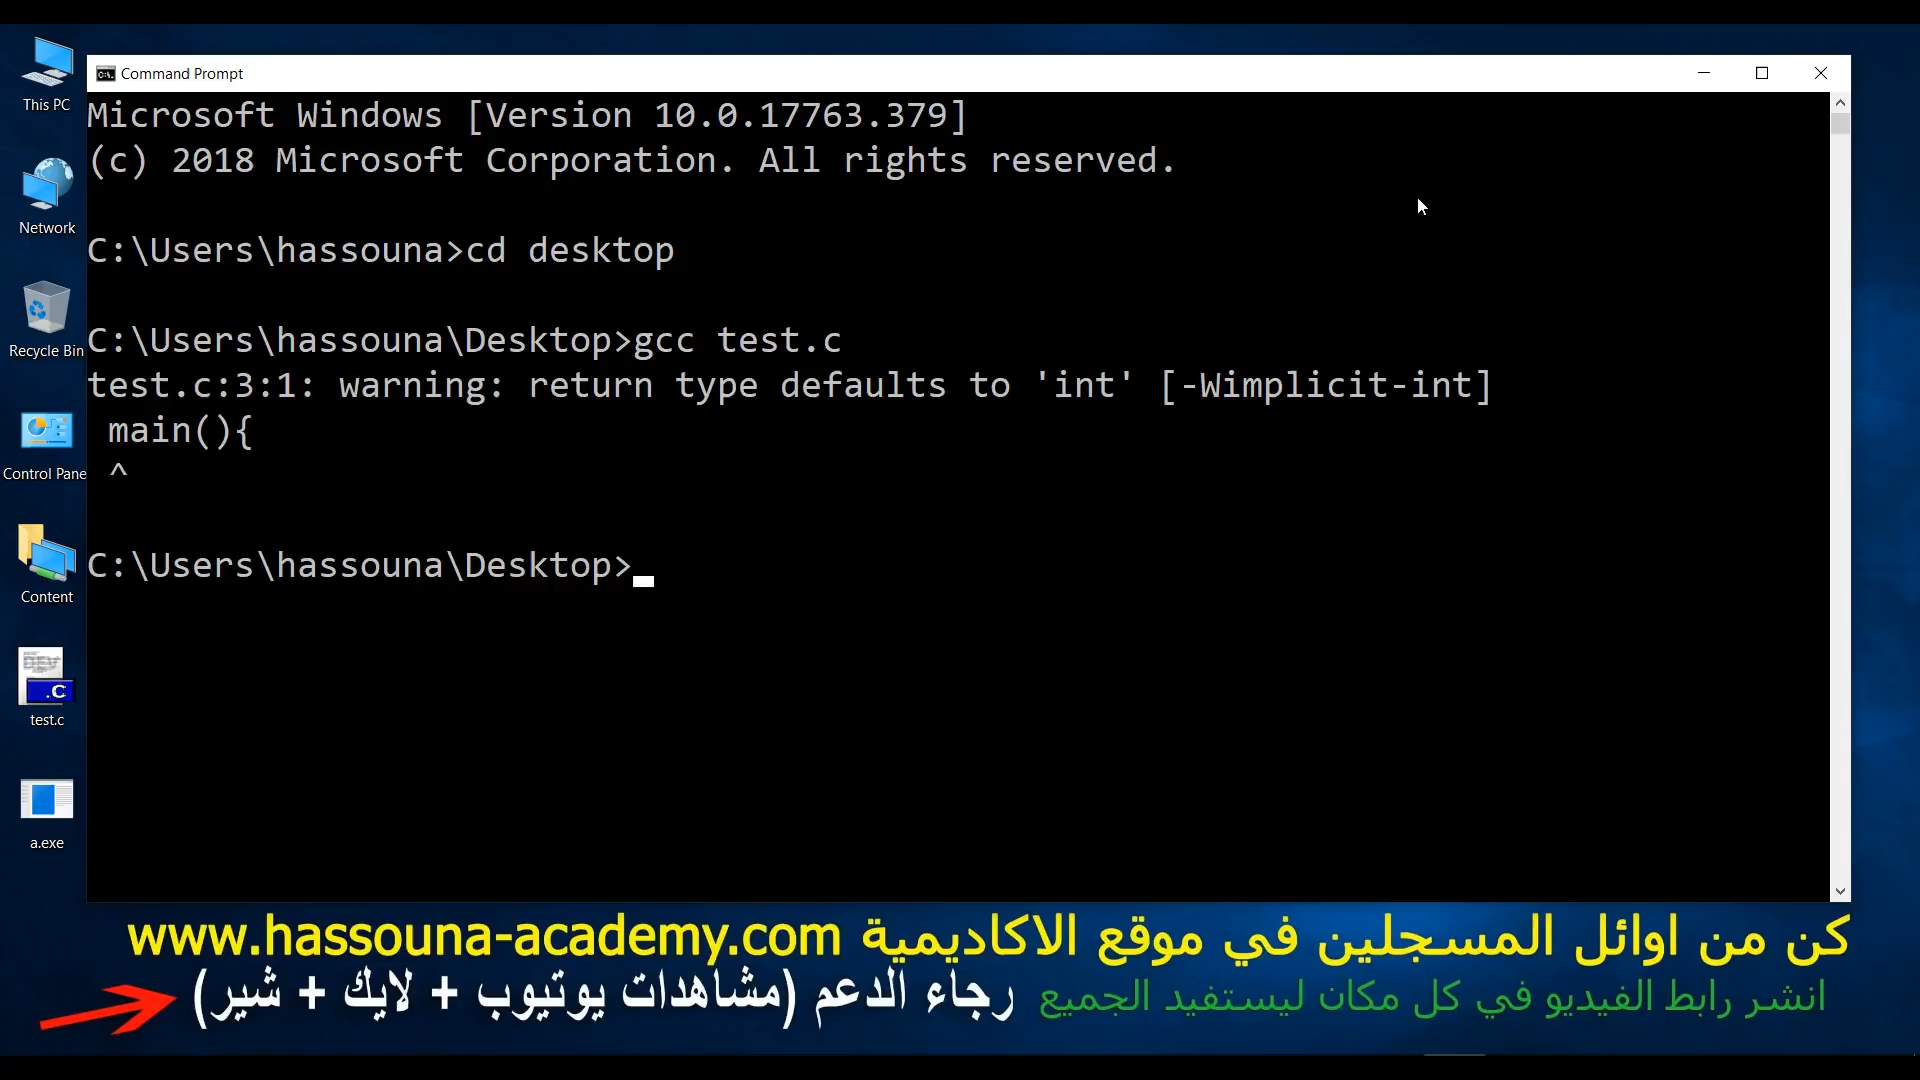 This PC
Network
Recycle Bin
Control Pane
Content
test.c
a.exe
Command Prompt
Microsoft Windows [Version 10.0.17763.379]
(c) 2018 Microsoft Corporation. All rights reserved.
C:\Users\hassouna>cd desktop
C:\Users\hassouna\Desktop>gcc test.c
test.c:3:1: warning: return type defaults to 'int' [-Wimplicit-int]
main(){
^
C:\Users\hassouna\Desktop>
كن من اوائل المسجلين في موقع الاكاديمية www.hassouna-academy.com
انشر رابط الفيديو في كل مكان ليستفيد الجميع رجاء الدعم (مشاهدات يوتيوب + لايك + شير)